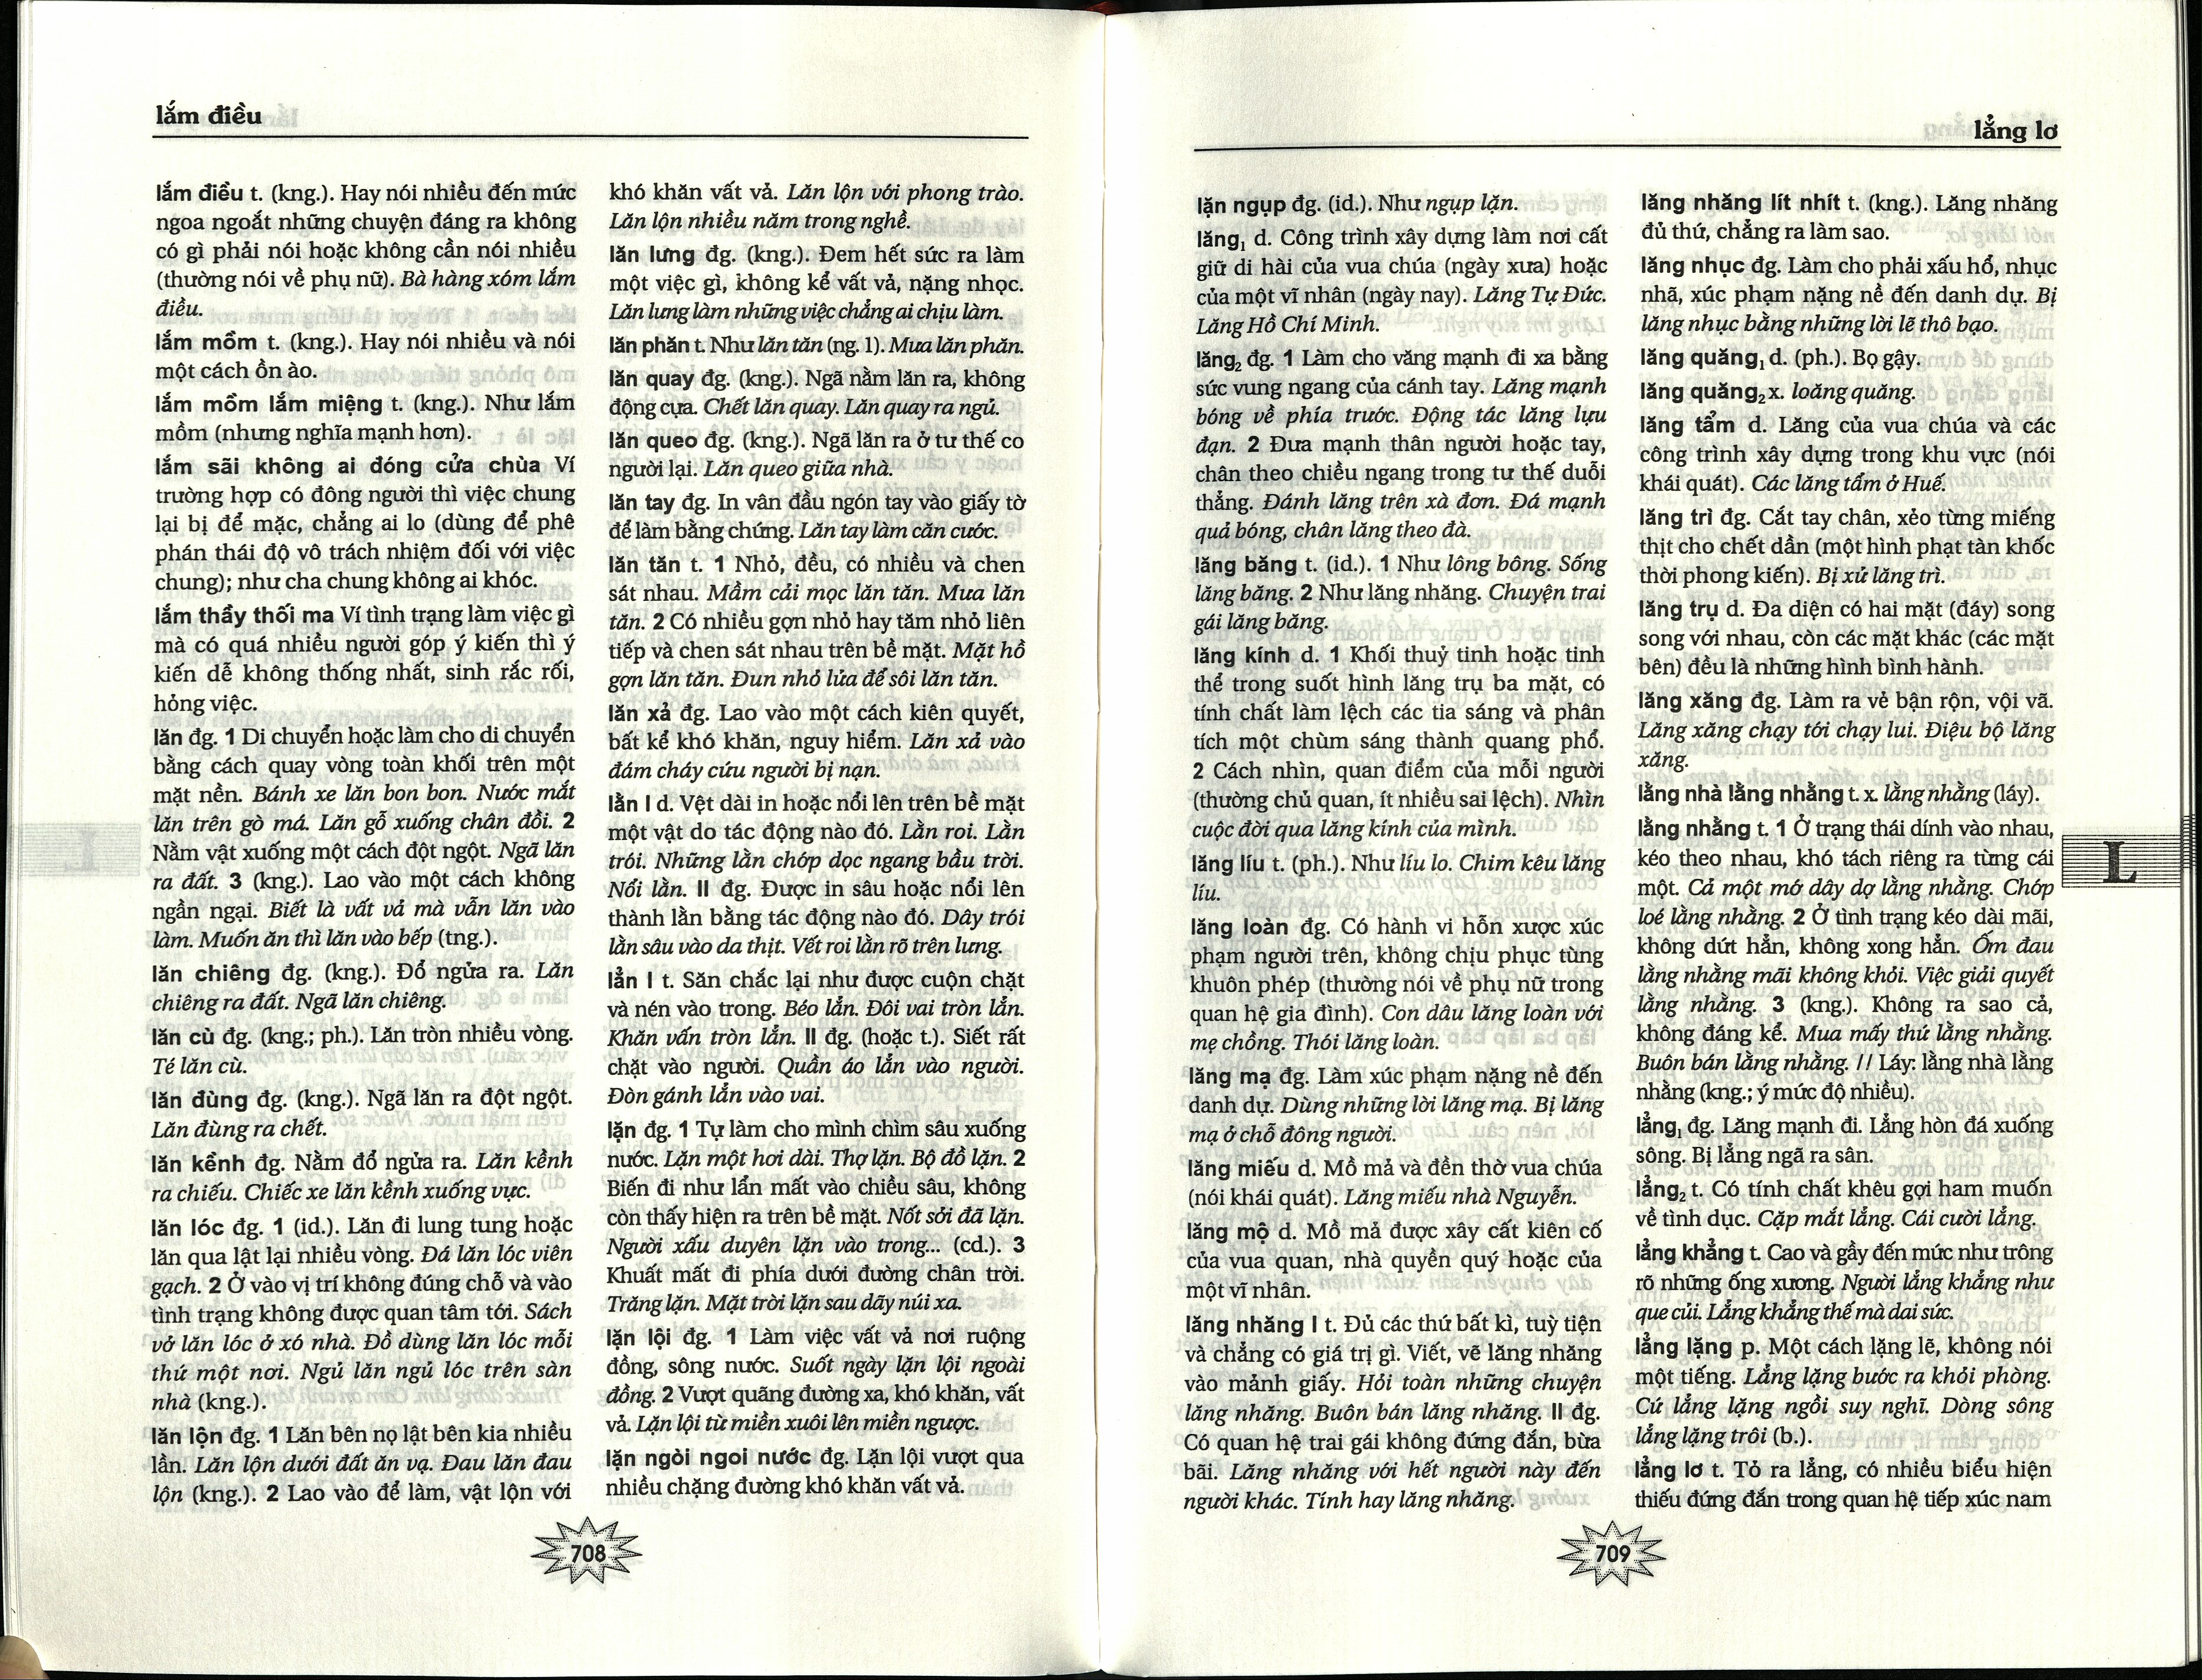 lắm điều
lắm điều t. (kng.). Hay nói nhiều đến mức
ngoa ngoắt những chuyện đáng ra không
có gì phải nói hoặc không cần nói nhiều
(thường nói về phụ nữ). Bà hàng xóm lắm
điều.
lắm mồm t. (kng.). Hay nói nhiều và nói
một cách ồn ào.
lắm mồm lắm miệng t. (kng.). Như lắm
mồm (nhưng nghĩa mạnh hơn).
lắm sãi không ai đóng cửa chùa Ví
trường hợp có đông người thì việc chung
lại bị để mặc, chẳng ai lo (dùng để phê
phán thái độ vô trách nhiệm đối với việc
chung); như cha chung không ai khóc.
lắm thầy thối ma Ví tình trạng làm việc gì
mà có quá nhiều người góp ý kiến thì ý
kiến dễ không thống nhất, sinh rắc rối,
hỏng việc.
lăn đg. 1 Di chuyển hoặc làm cho di chuyển
bằng cách quay vòng toàn khối trên một
mặt nền. Bánh xe lăn bon bon. Nước mắt
lăn trên gò má. Lăn gỗ xuống chân đồi. 2
Nằm vật xuống một cách đột ngột. Ngã lăn
ra đất. 3 (kng.). Lao vào một cách không
ngần ngại. Biết là vất vả mà vẫn lăn vào
làm. Muốn ăn thì lăn vào bếp (tng.).
lăn chiêng đg. (kng.). Đổ ngửa ra. Lăn
chiêng ra đất. Ngã lăn chiêng.
lăn cù đg. (kng.; ph.). Lăn tròn nhiều vòng.
Té lăn cù.
lăn đùng đg. (kng.). Ngã lăn ra đột ngột.
Lăn đùng ra chết.
lăn kềnh đg. Nằm đổ ngửa ra. Lăn kềnh
ra chiếu. Chiếc xe lăn kềnh xuống vực.
lăn lóc đg. 1 (id.). Lăn đi lung tung hoặc
lăn qua lật lại nhiều vòng. Đá lăn lóc viên
gạch. 2 Ở vào vị trí không đúng chỗ và vào
tình trạng không được quan tâm tới. Sách
vở lăn lóc ở xó nhà. Đồ dùng lăn lóc mỗi
thứ một nơi. Ngủ lăn ngủ lóc trên sàn
nhà (kng.).
lăn lộn đg. 1 Lăn bên nọ lật bên kia nhiều
lần. Lăn lộn dưới đất ăn vạ. Đau lăn đau
lộn (kng.). 2 Lao vào để làm, vật lộn với
khó khăn vất vả. Lăn lộn với phong trào.
Lăn lộn nhiều năm trong nghề.
lăn lưng đg. (kng.). Đem hết sức ra làm
một việc gì, không kể vất vả, nặng nhọc.
Lăn lưng làm những việc chẳng ai chịu làm.
lăn phăn t. Như lăn tăn (ng. 1). Mưa lăn phăn.
lăn quay đg. (kng.). Ngã nằm lăn ra, không
động cựa. Chết lăn quay. Lăn quay ra ngủ.
lăn queo đg. (kng.). Ngã lăn ra ở tư thế co
người lại. Lăn queo giữa nhà.
lăn tay đg. In vân đầu ngón tay vào giấy tờ
để làm bằng chứng. Lăn tay làm căn cước.
lăn tăn t. 1 Nhỏ, đều, có nhiều và chen
sát nhau. Mầm cải mọc lăn tăn. Mưa lăn
tăn. 2 Có nhiều gợn nhỏ hay tăm nhỏ liên
tiếp và chen sát nhau trên bề mặt. Mặt hồ
gợn lăn tăn. Đun nhỏ lửa để sôi lăn tăn.
lăn xả đg. Lao vào một cách kiên quyết,
bất kể khó khăn, nguy hiểm. Lăn xả vào
đám cháy cứu người bị nạn.
lằn I d. Vệt dài in hoặc nổi lên trên bề mặt
một vật do tác động nào đó. Lằn roi. Lằn
trói. Những lằn chớp dọc ngang bầu trời.
Nổi lằn. II đg. Được in sâu hoặc nổi lên
thành lằn bằng tác động nào đó. Dây trói
lằn sâu vào da thịt. Vết roi lằn rõ trên lưng.
lẳn I t. Săn chắc lại như được cuộn chặt
và nén vào trong. Béo lẳn. Đôi vai tròn lẳn.
Khăn vấn tròn lẳn. II đg. (hoặc t.). Siết rất
chặt vào người. Quần áo lẳn vào người.
Đòn gánh lẳn vào vai.
lặn đg. 1 Tự làm cho mình chìm sâu xuống
nước. Lặn một hơi dài. Thợ lặn. Bộ đồ lặn. 2
Biến đi như lẩn mất vào chiều sâu, không
còn thấy hiện ra trên bề mặt. Nốt sởi đã lặn.
Người xấu duyên lặn vào trong... (cd.). 3
Khuất mất đi phía dưới đường chân trời.
Trăng lặn. Mặt trời lặn sau dãy núi xa.
lặn lội đg. 1 Làm việc vất vả nơi ruộng
đồng, sông nước. Suốt ngày lặn lội ngoài
đồng. 2 Vượt quãng đường xa, khó khăn, vất
vả. Lặn lội từ miền xuôi lên miền ngược.
lặn ngòi ngoi nước đg. Lặn lội vượt qua
nhiều chặng đường khó khăn vất vả.
708
lẳng lơ
lặn ngụp đg. (id.). Như ngụp lặn.
lăng₁ d. Công trình xây dựng làm nơi cất
giữ di hài của vua chúa (ngày xưa) hoặc
của một vĩ nhân (ngày nay). Lăng Tự Đức.
Lăng Hồ Chí Minh.
lăng₂ đg. 1 Làm cho văng mạnh đi xa bằng
sức vung ngang của cánh tay. Lăng mạnh
bóng về phía trước. Động tác lăng lựu
đạn. 2 Đưa mạnh thân người hoặc tay,
chân theo chiều ngang trong tư thế duỗi
thẳng. Đánh lăng trên xà đơn. Đá mạnh
quả bóng, chân lăng theo đà.
lăng băng t. (id.). 1 Như lông bông. Sống
lăng băng. 2 Như lăng nhăng. Chuyện trai
gái lăng băng.
lăng kính d. 1 Khối thuỷ tinh hoặc tinh
thể trong suốt hình lăng trụ ba mặt, có
tính chất làm lệch các tia sáng và phân
tích một chùm sáng thành quang phổ.
2 Cách nhìn, quan điểm của mỗi người
(thường chủ quan, ít nhiều sai lệch). Nhìn
cuộc đời qua lăng kính của mình.
lăng líu t. (ph.). Như líu lo. Chim kêu lăng
líu.
lăng loàn đg. Có hành vi hỗn xược xúc
phạm người trên, không chịu phục tùng
khuôn phép (thường nói về phụ nữ trong
quan hệ gia đình). Con dâu lăng loàn với
mẹ chồng. Thói lăng loàn.
lăng mạ đg. Làm xúc phạm nặng nề đến
danh dự. Dùng những lời lăng mạ. Bị lăng
mạ ở chỗ đông người.
lăng miếu d. Mồ mả và đền thờ vua chúa
(nói khái quát). Lăng miếu nhà Nguyễn.
lăng mộ d. Mồ mả được xây cất kiên cố
của vua quan, nhà quyền quý hoặc của
một vĩ nhân.
lăng nhăng I t. Đủ các thứ bất kì, tuỳ tiện
và chẳng có giá trị gì. Viết, vẽ lăng nhăng
vào mảnh giấy. Hỏi toàn những chuyện
lăng nhăng. Buôn bán lăng nhăng. II đg.
Có quan hệ trai gái không đứng đắn, bừa
bãi. Lăng nhăng với hết người này đến
người khác. Tính hay lăng nhăng.
lăng nhăng lít nhít t. (kng.). Lăng nhăng
đủ thứ, chẳng ra làm sao.
lăng nhục đg. Làm cho phải xấu hổ, nhục
nhã, xúc phạm nặng nề đến danh dự. Bị
lăng nhục bằng những lời lẽ thô bạo.
lăng quăng₁ d. (ph.). Bọ gậy.
lăng quăng₂ x. loăng quăng.
lăng tẩm d. Lăng của vua chúa và các
công trình xây dựng trong khu vực (nói
khái quát). Các lăng tẩm ở Huế.
lăng trì đg. Cắt tay chân, xẻo từng miếng
thịt cho chết dần (một hình phạt tàn khốc
thời phong kiến). Bị xử lăng trì.
lăng trụ d. Đa diện có hai mặt (đáy) song
song với nhau, còn các mặt khác (các mặt
bên) đều là những hình bình hành.
lăng xăng đg. Làm ra vẻ bận rộn, vội vã.
Lăng xăng chạy tới chạy lui. Điệu bộ lăng
xăng.
lằng nhà lằng nhằng t. x. lằng nhằng (láy).
lằng nhằng t. 1 Ở trạng thái dính vào nhau,
kéo theo nhau, khó tách riêng ra từng cái
một. Cả một mớ dây dợ lằng nhằng. Chớp
loé lằng nhằng. 2 Ở tình trạng kéo dài mãi,
không dứt hẳn, không xong hẳn. Ốm đau
lằng nhằng mãi không khỏi. Việc giải quyết
lằng nhằng. 3 (kng.). Không ra sao cả,
không đáng kể. Mua mấy thứ lằng nhằng.
Buôn bán lằng nhằng. // Láy: lằng nhà lằng
nhằng (kng.; ý mức độ nhiều).
lẳng₁ đg. Lăng mạnh đi. Lẳng hòn đá xuống
sông. Bị lẳng ngã ra sân.
lẳng₂ t. Có tính chất khêu gợi ham muốn
về tình dục. Cặp mắt lẳng. Cái cười lẳng.
lẳng khẳng t. Cao và gầy đến mức như trông
rõ những ống xương. Người lẳng khẳng như
que củi. Lẳng khẳng thế mà dai sức.
lẳng lặng p. Một cách lặng lẽ, không nói
một tiếng. Lẳng lặng bước ra khỏi phòng.
Cứ lẳng lặng ngồi suy nghĩ. Dòng sông
lẳng lặng trôi (b.).
lẳng lơ t. Tỏ ra lẳng, có nhiều biểu hiện
thiếu đứng đắn trong quan hệ tiếp xúc nam
L
709